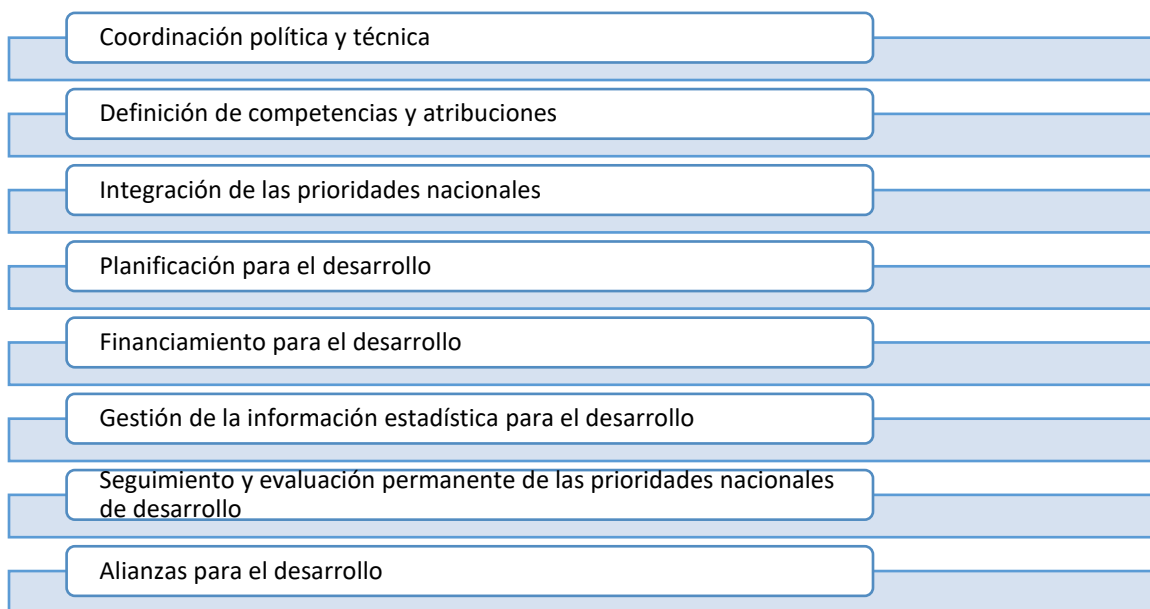 Coordinación política y técnica
Definición de competencias y atribuciones
Integración de las prioridades nacionales
Planificación para el desarrollo
Financiamiento para el desarrollo
Gestión de la información estadística para el desarrollo
Seguimiento y evaluación permanente de las prioridades nacionales
de desarrollo
Alianzas para el desarrollo